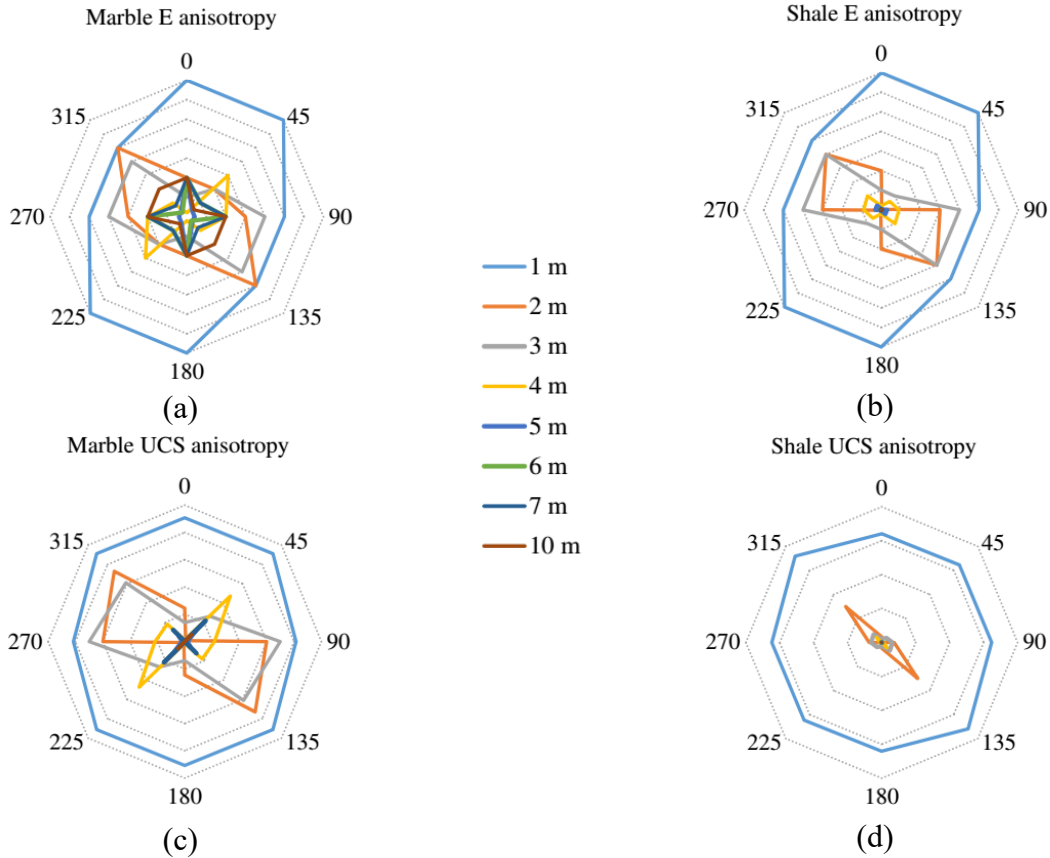 Marble E anisotropy
0
45
90
135
180
225
270
315
(a)
Shale E anisotropy
0
45
90
135
180
225
270
315
(b)
1 m
2 m
3 m
4 m
5 m
6 m
7 m
10 m
Marble UCS anisotropy
0
45
90
135
180
225
270
315
(c)
Shale UCS anisotropy
0
45
90
135
180
225
270
315
(d)